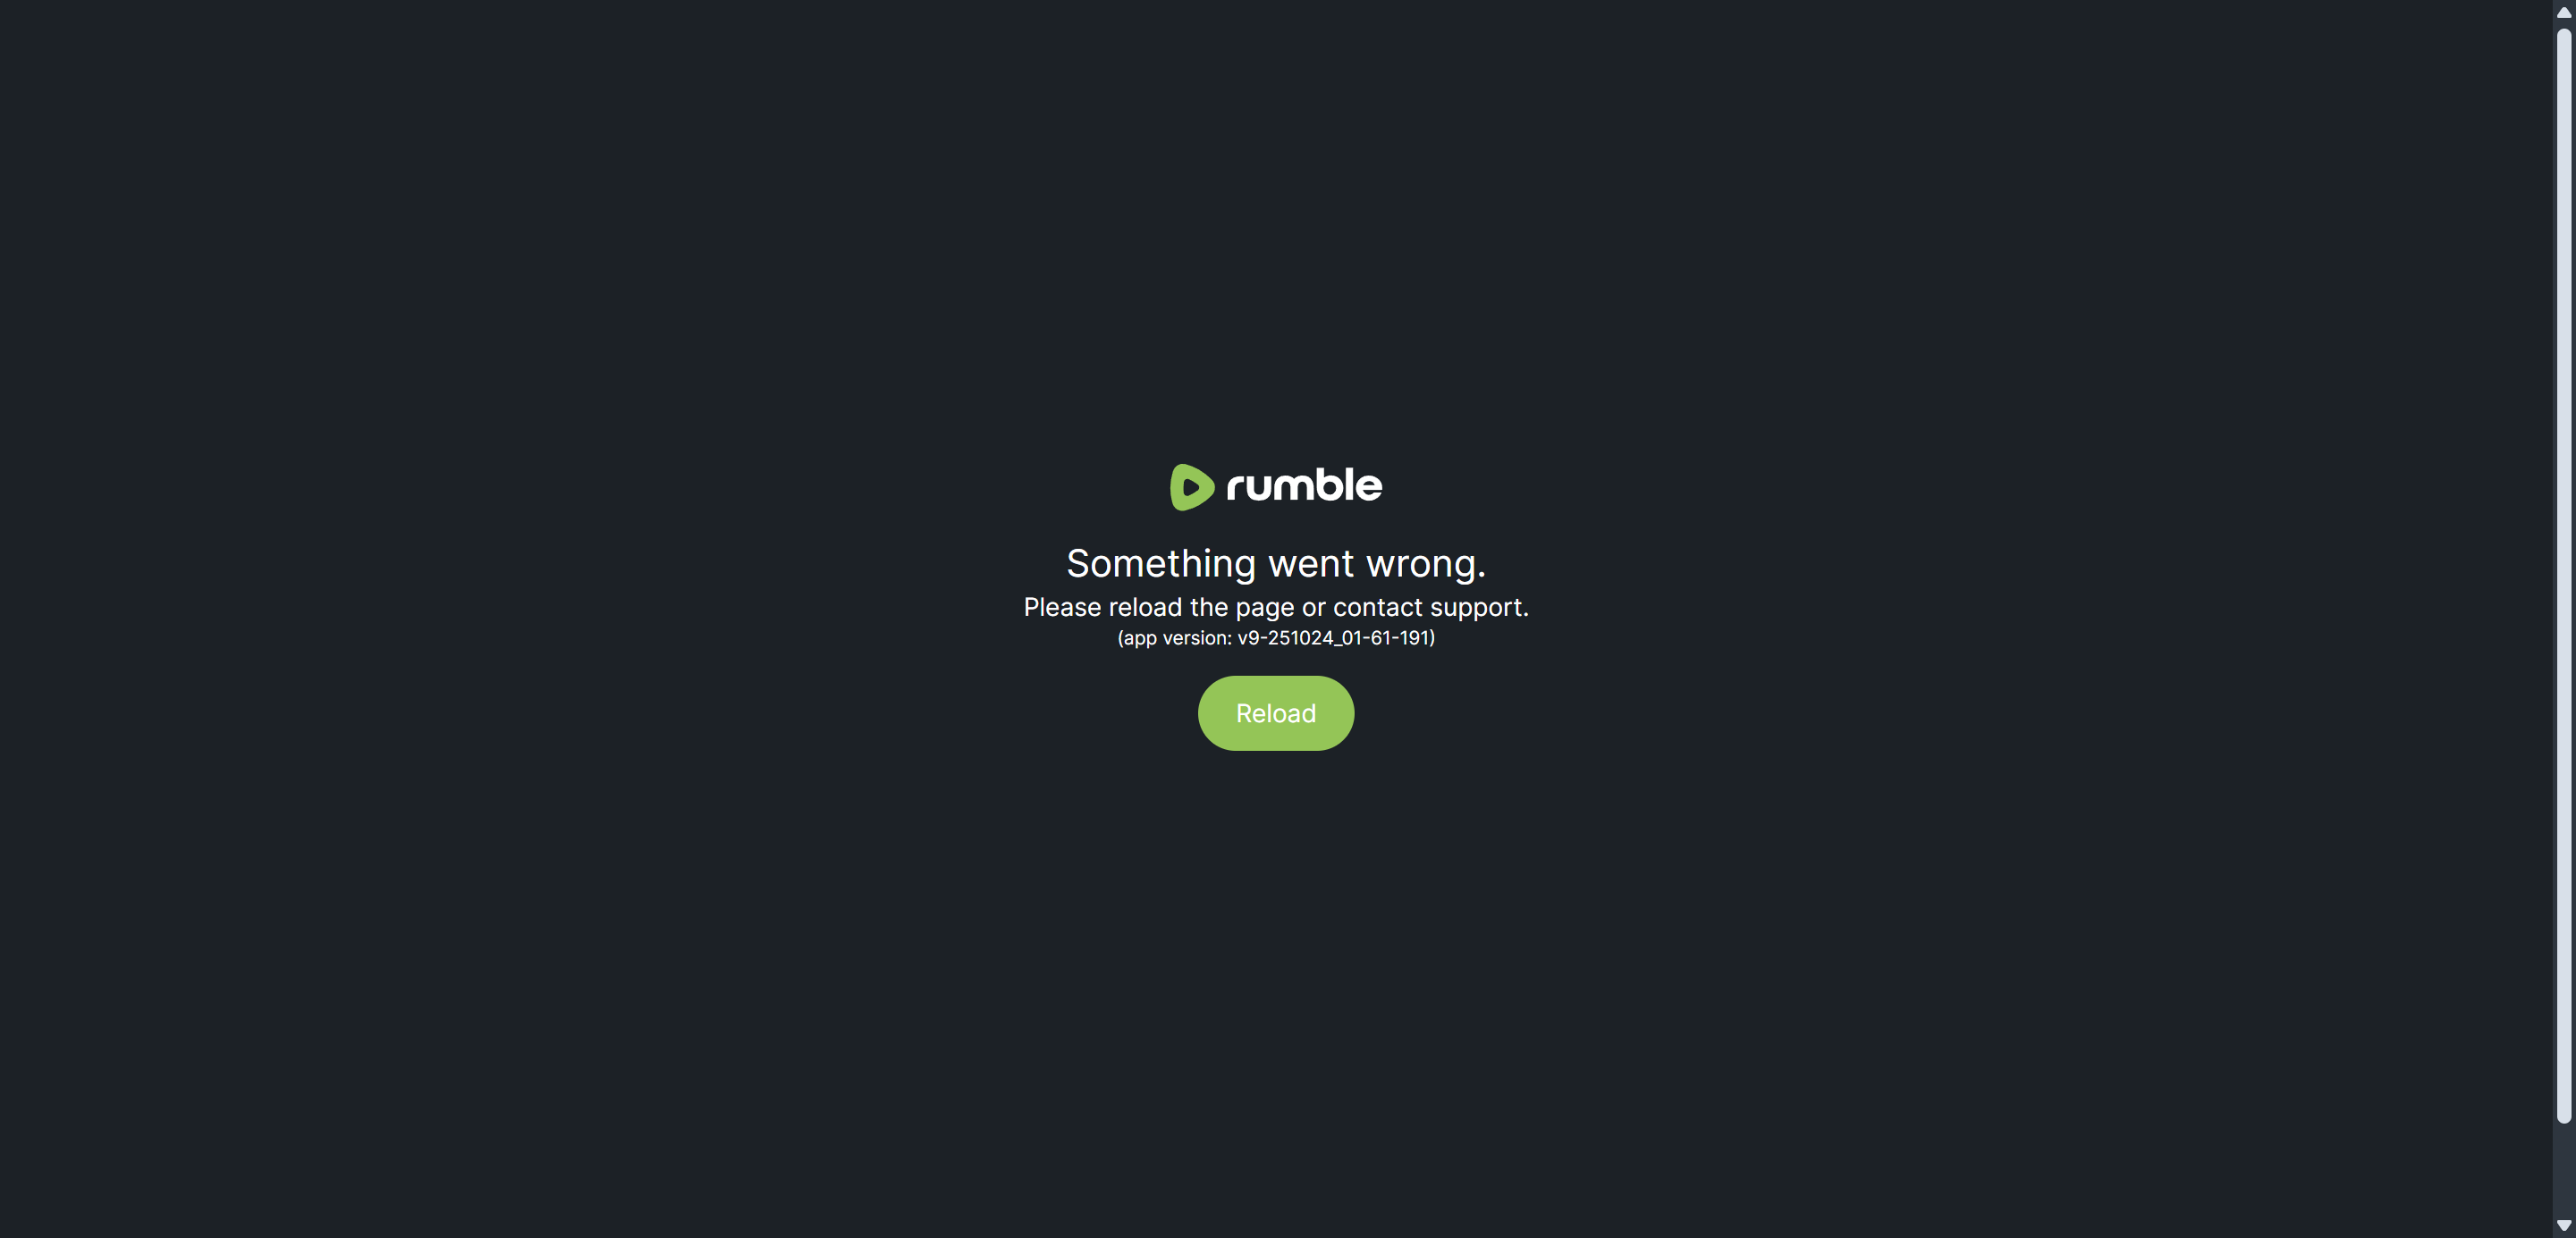 rumble
Something went wrong.
Please reload the page or contact support.
(app version: v9-251024_01-61-191)
Reload